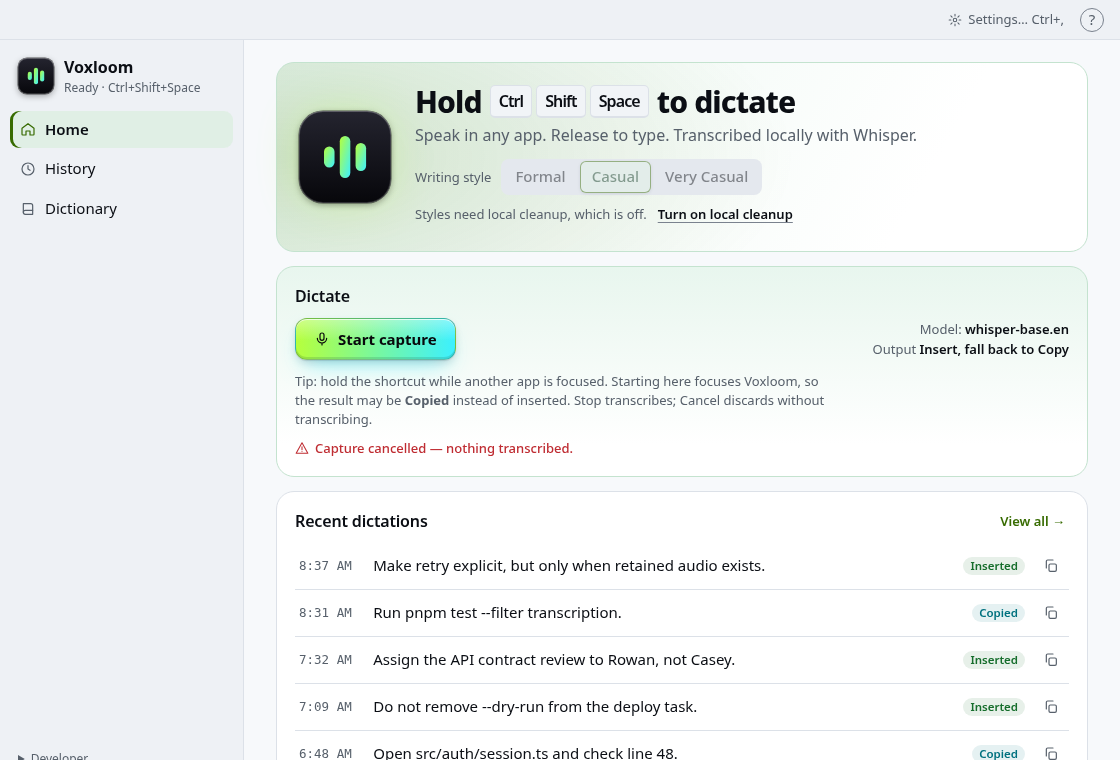 Settings... Ctrl+,
?
Voxloom
Ready · Ctrl+Shift+Space
Home
History
Dictionary
Developer
Hold Ctrl Shift Space to dictate
Speak in any app. Release to type. Transcribed locally with Whisper.
Writing style Formal Casual Very Casual
Styles need local cleanup, which is off. Turn on local cleanup
Dictate
Start capture
Model: whisper-base.en
Output Insert, fall back to Copy
Tip: hold the shortcut while another app is focused. Starting here focuses Voxloom, so
the result may be Copied instead of inserted. Stop transcribes; Cancel discards without
transcribing.
Capture cancelled — nothing transcribed.
Recent dictations View all →
8:37 AM Make retry explicit, but only when retained audio exists. Inserted
8:31 AM Run pnpm test --filter transcription. Copied
7:32 AM Assign the API contract review to Rowan, not Casey. Inserted
7:09 AM Do not remove --dry-run from the deploy task. Inserted
6:48 AM Open src/auth/session.ts and check line 48. Copied